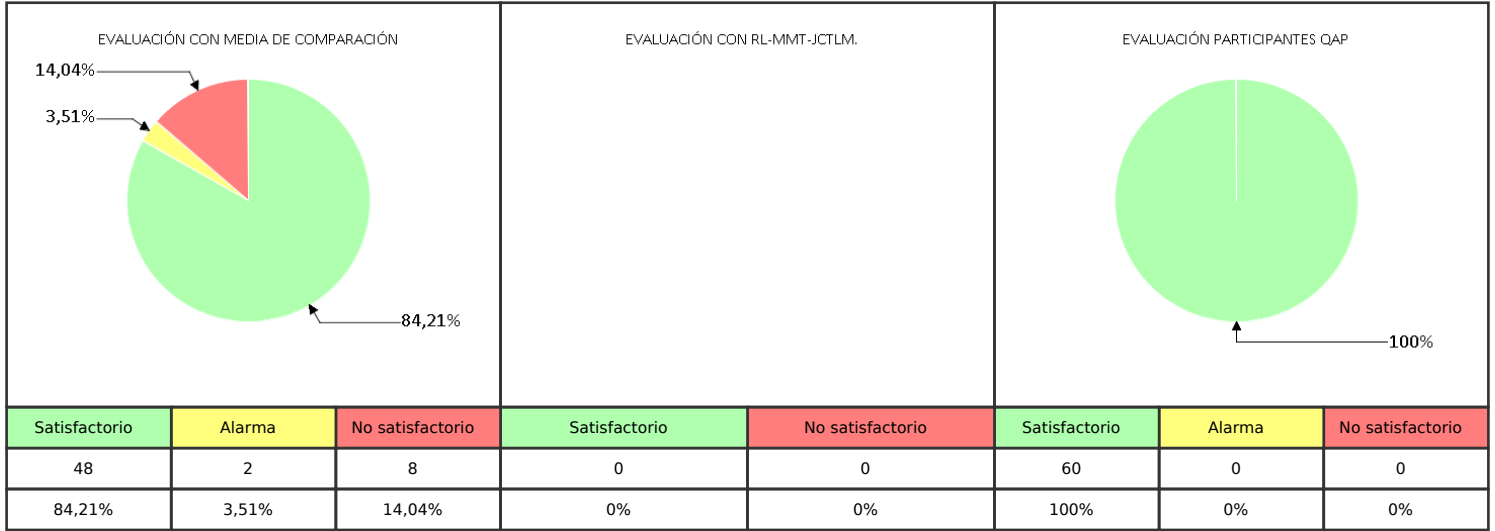 EVALUACIÓN CON MEDIA DE COMPARACIÓN
14,04%
3,51%
84,21%
EVALUACIÓN CON RL-MMT-JCTLM.
EVALUACIÓN PARTICIPANTES QAP
100%
Satisfactorio Alarma No satisfactorio Satisfactorio No satisfactorio Satisfactorio Alarma No satisfactorio
48 2 8 0 0 60 0 0
84,21% 3,51% 14,04% 0% 0% 100% 0% 0%